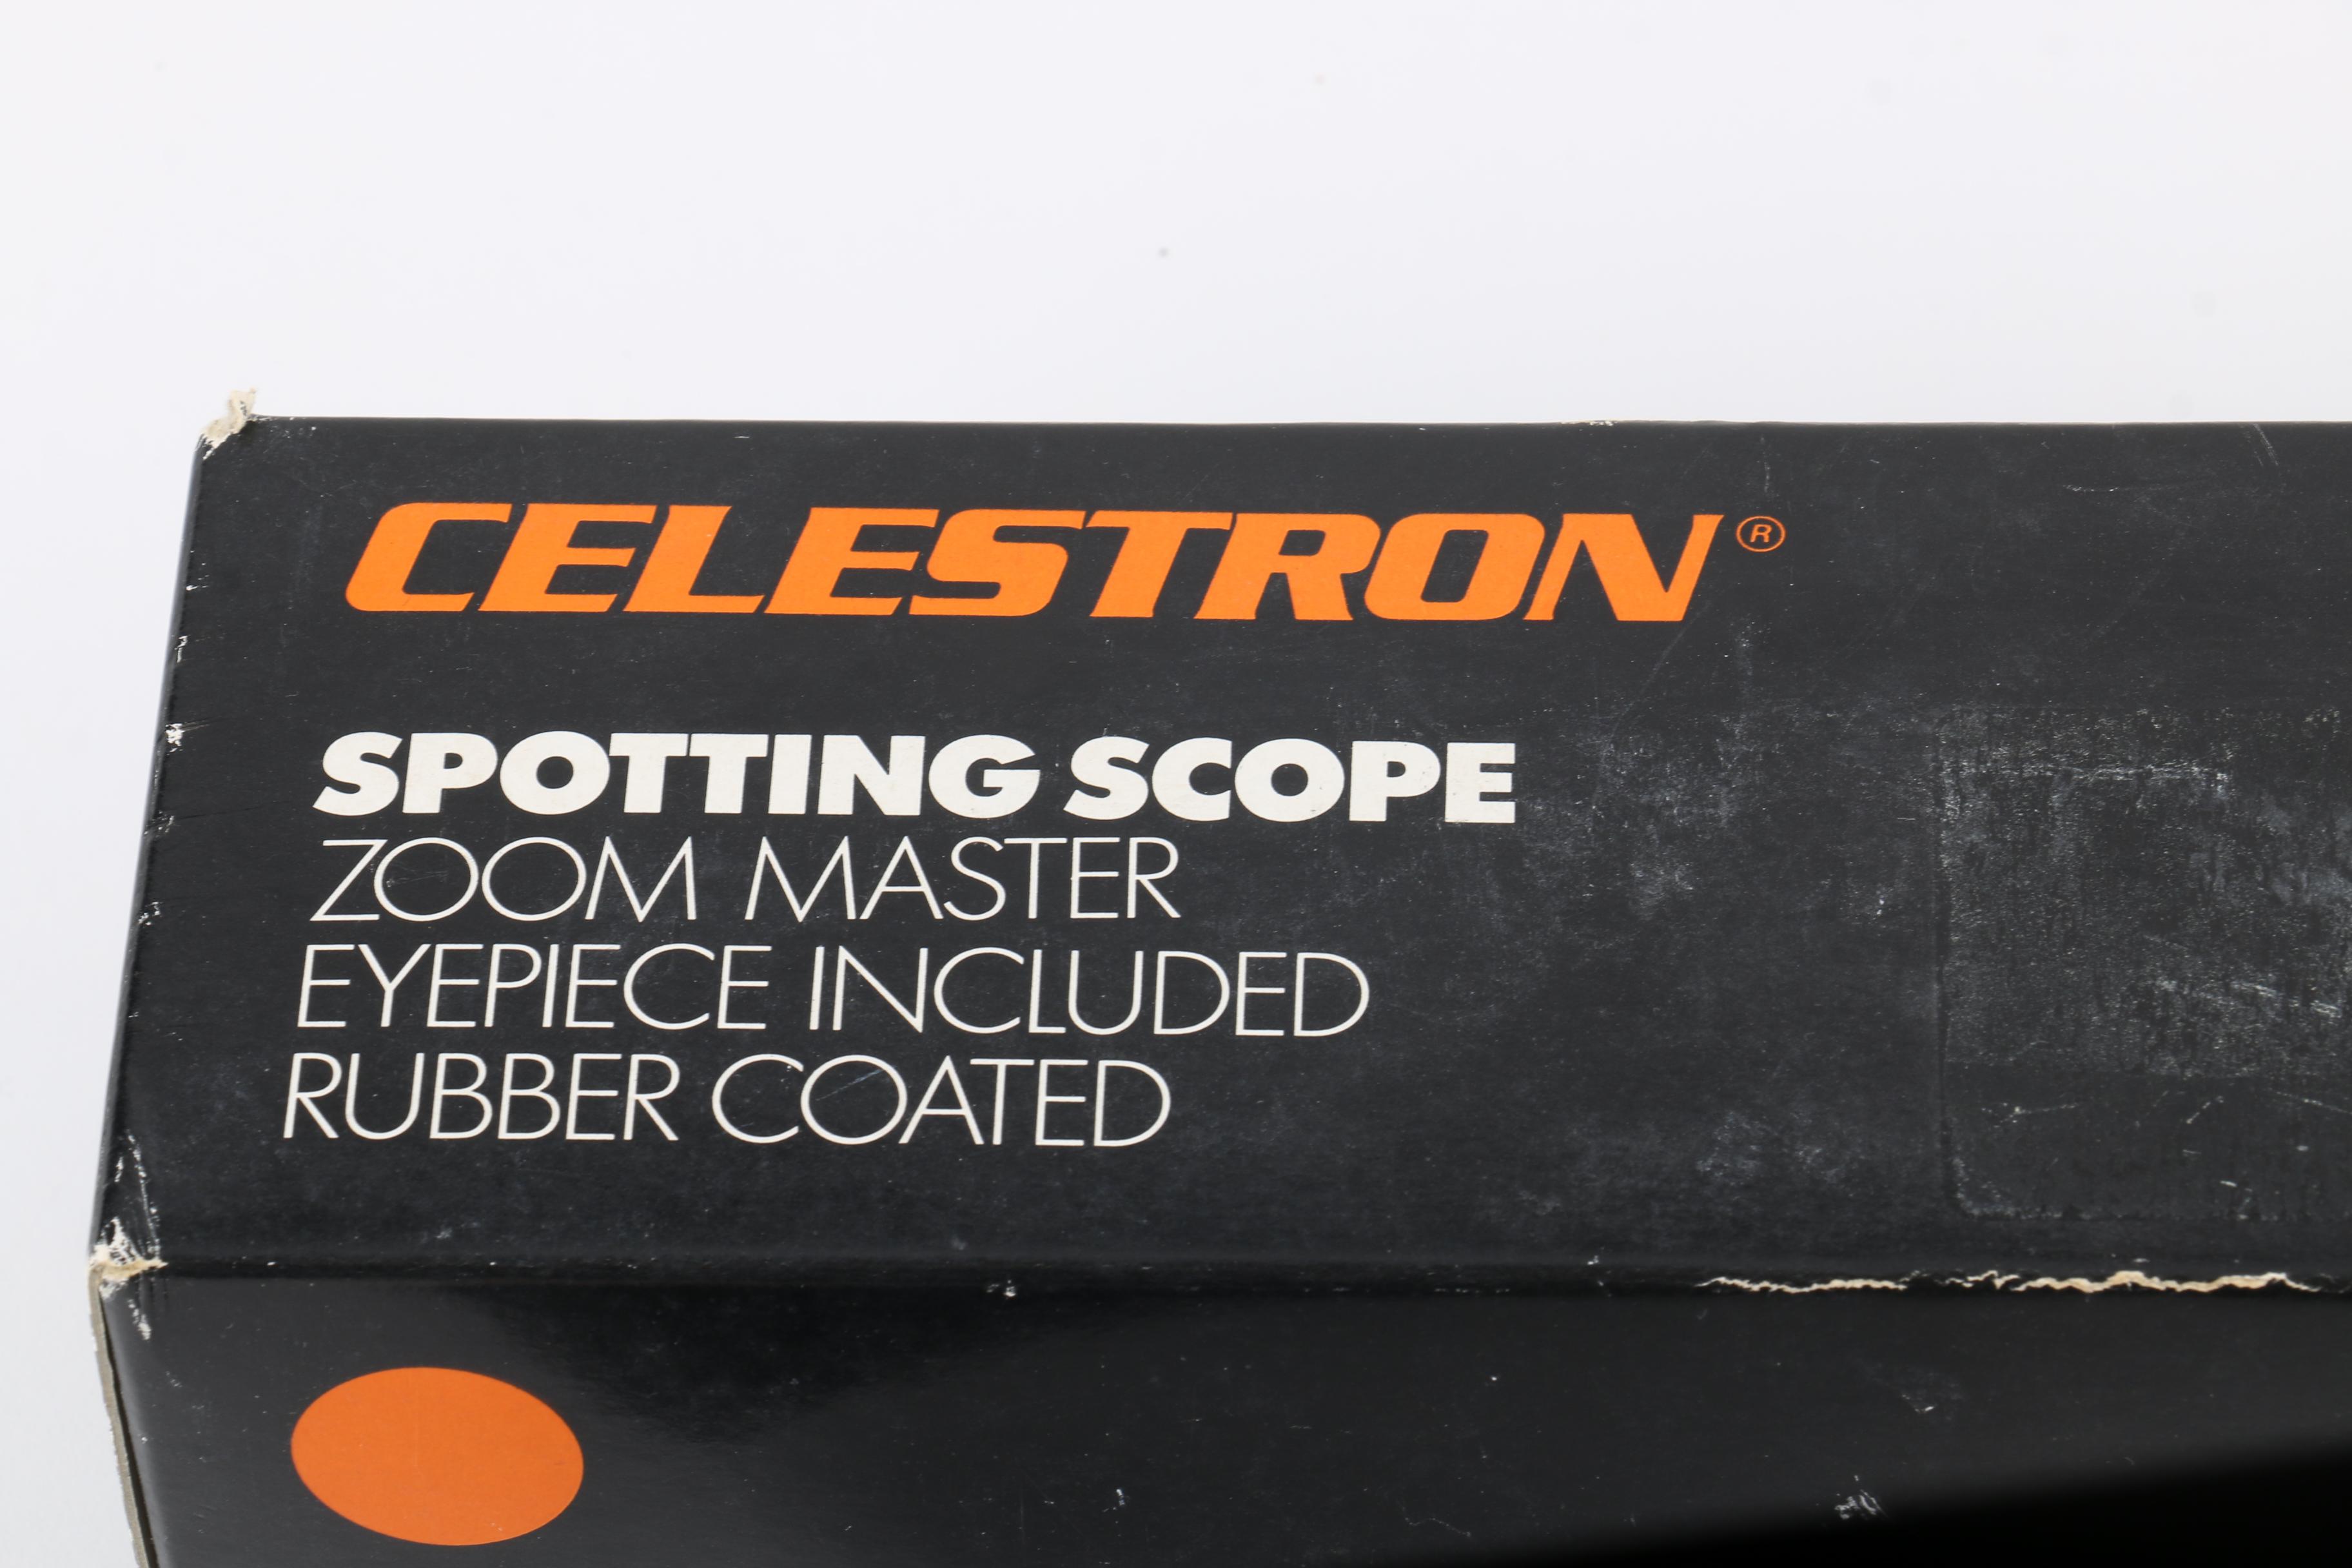 CELESTRON®
SPOTTING SCOPE
ZOOM MASTER
EYEPIECE INCLUDED
RUBBER COATED